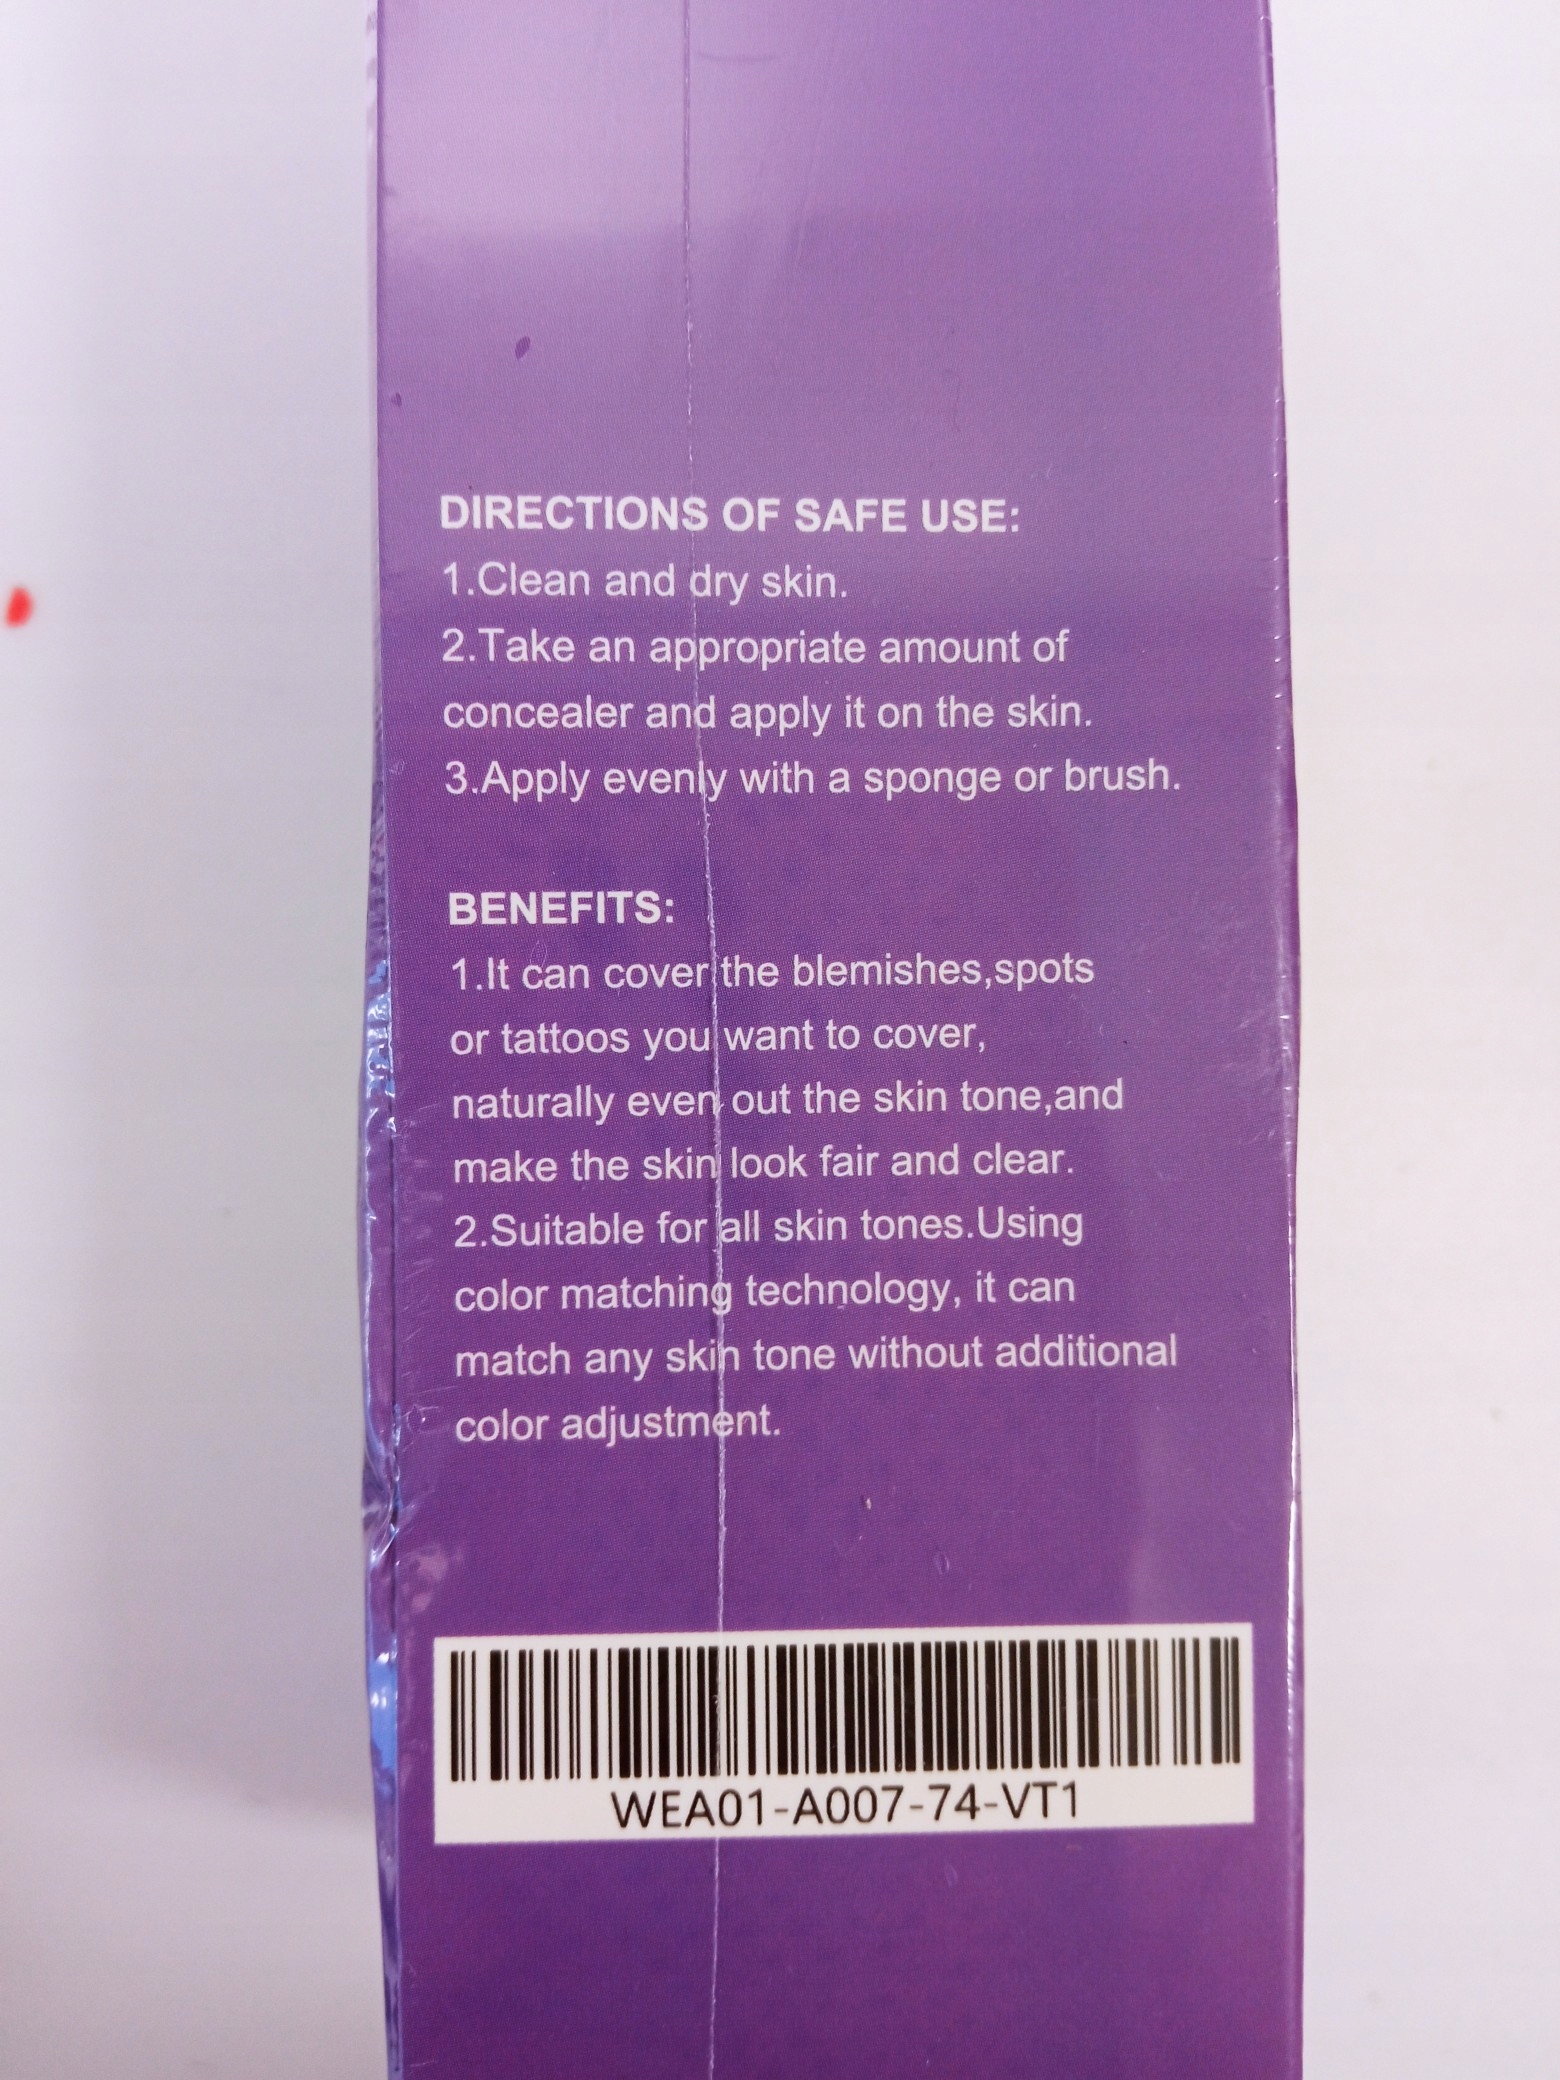 DIRECTIONS OF SAFE USE:
1.Clean and dry skin.
2.Take an appropriate amount of
concealer and apply it on the skin.
3.Apply evenly with a sponge or brush.
BENEFITS:
1.It can cover the blemishes,spots
or tattoos you want to cover,
naturally even out the skin tone,and
make the skin look fair and clear.
2.Suitable for all skin tones.Using
color matching technology, it can
match any skin tone without additional
color adjustment.
WEA01-A007-74-VT1